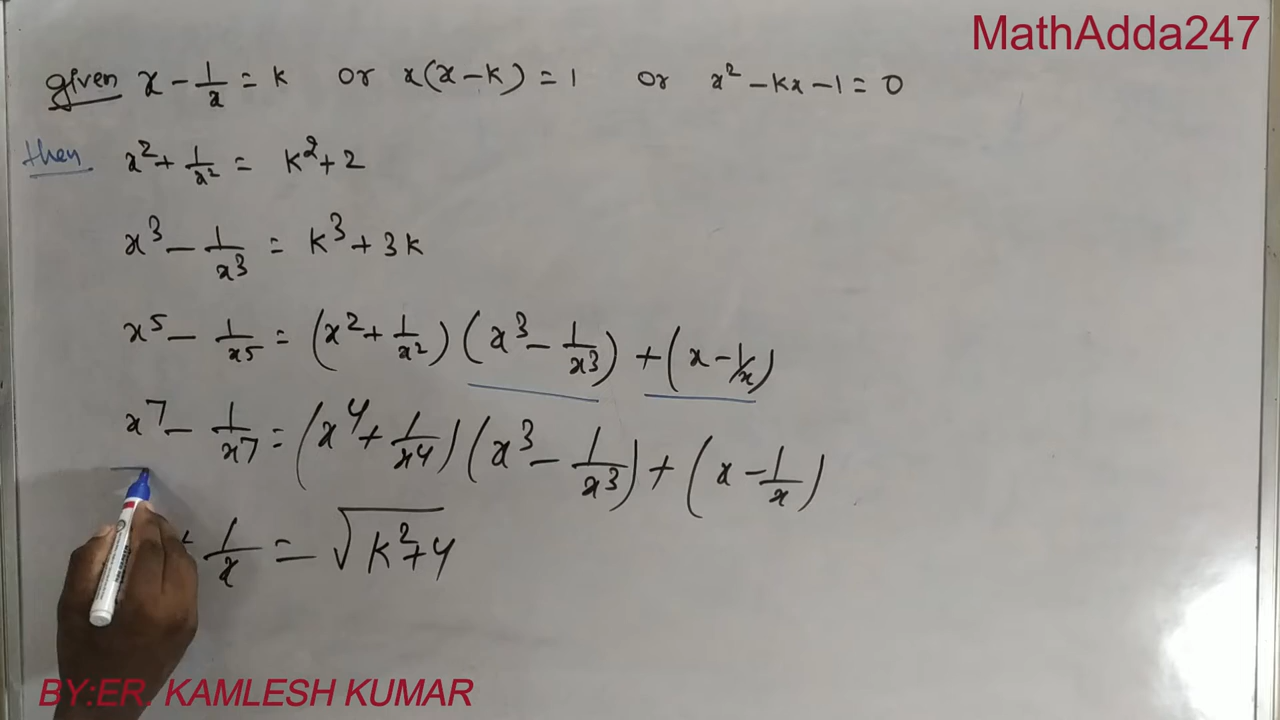 MathAdda247
given x - 1/x = k or x(x - k) = 1 or x² - kx - 1 = 0
then x² + 1/x² = k² + 2
x³ - 1/x³ = k³ + 3k
x⁵ - 1/x⁵ = (x² + 1/x²)(x³ - 1/x³) + (x - 1/x)
x⁷ - 1/x⁷ = (x⁴ + 1/x⁴)(x³ - 1/x³) + (x - 1/x)
1/x = √(k² + 4)
BY:ER. KAMLESH KUMAR